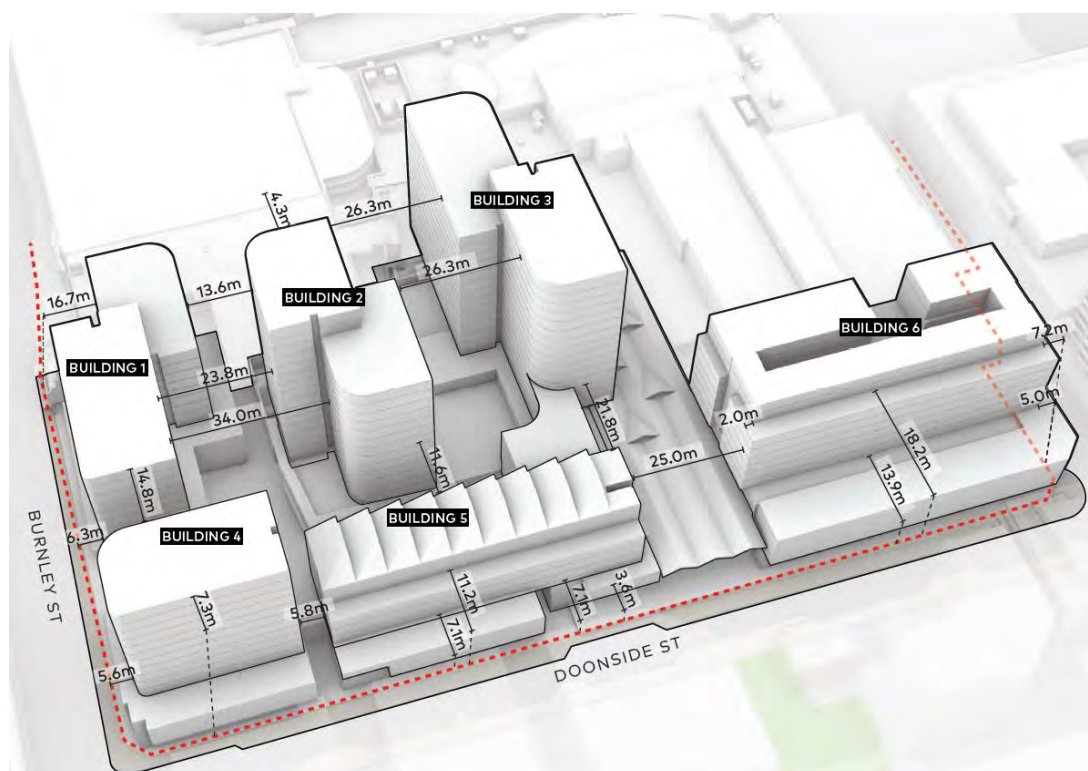 BUILDING 3
4.3m
26.3m
26.3m
BUILDING 2
16.7m
13.6m
BUILDING 6
7.2m
BUILDING 1
23.8m
34.0m
5.0m
2.0m
21.8m
18.2m
11.6m
25.0m
14.8m
13.9m
BUILDING 5
BURNLEY ST
6.3m
BUILDING 4
7.3m
5.8m
11.2m
7.1m
7.1m
3.6m
DOONSIDE ST
5.6m